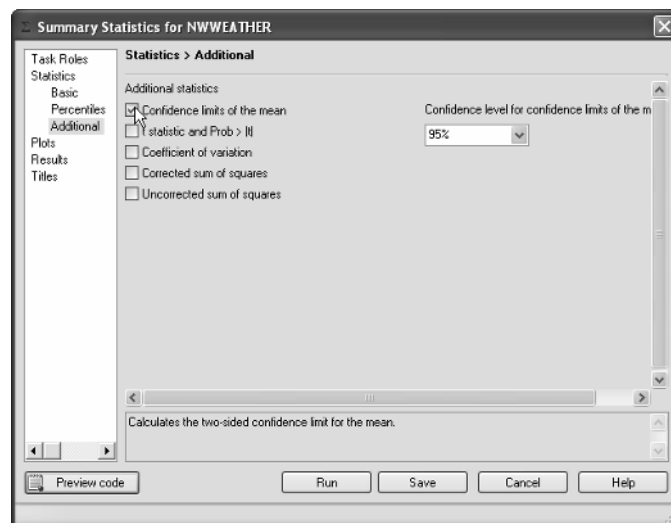 Summary Statistics for NWWEATHER
Task Roles
Statistics
Basic
Percentiles
Additional
Plots
Results
Titles
Statistics > Additional
Additional statistics
Confidence limits of the mean
t statistic and Prob > |t|
Coefficient of variation
Corrected sum of squares
Uncorrected sum of squares
Confidence level for confidence limits of the m
95%
Calculates the two-sided confidence limit for the mean.
Preview code
Run
Save
Cancel
Help